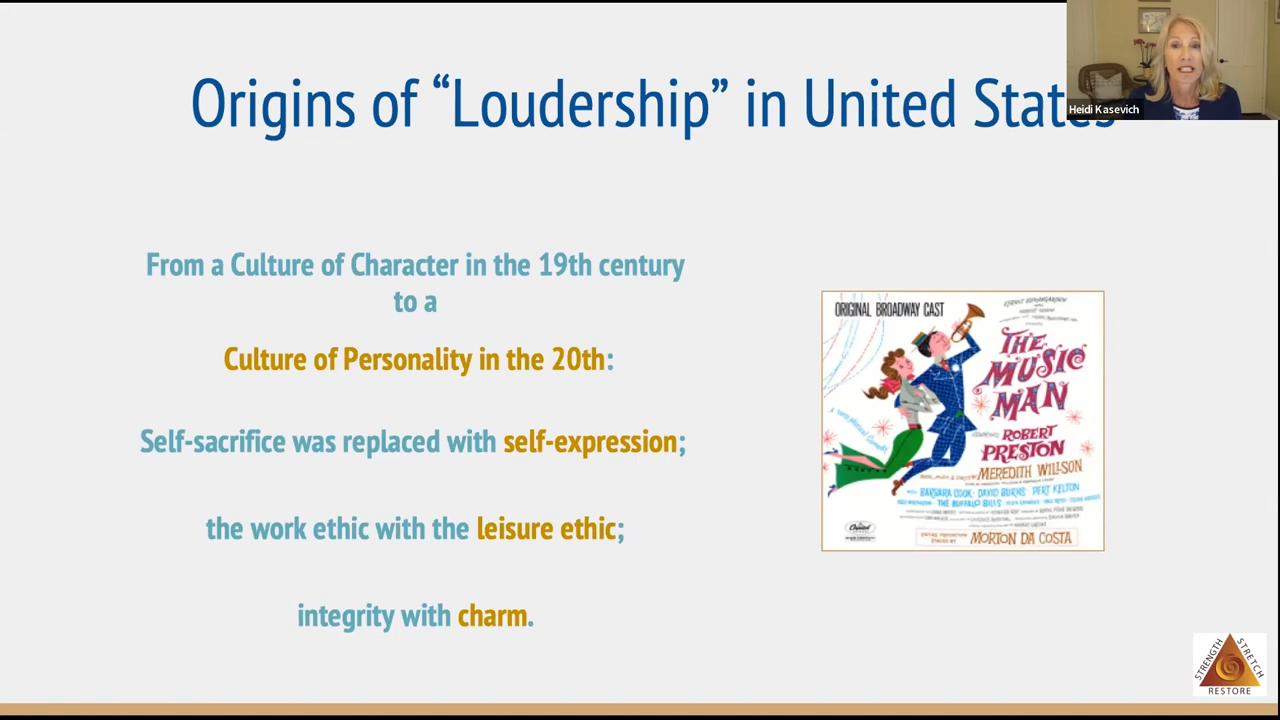 Origins of “Loudership” in United States
Heidi Kasevich
From a Culture of Character in the 19th century
to a
Culture of Personality in the 20th:
Self-sacrifice was replaced with self-expression;
the work ethic with the leisure ethic;
integrity with charm.
ORIGINAL BROADWAY CAST
THE
MUSIC
MAN
ROBERT
PRESTON
MEREDITH WILLSON
BARBARA COOK · DAVID BURNS · PERT KELTON
THE BUFFALO BILLS
Capitol
MORTON DA COSTA
STRENGTH
STRETCH
RESTORE